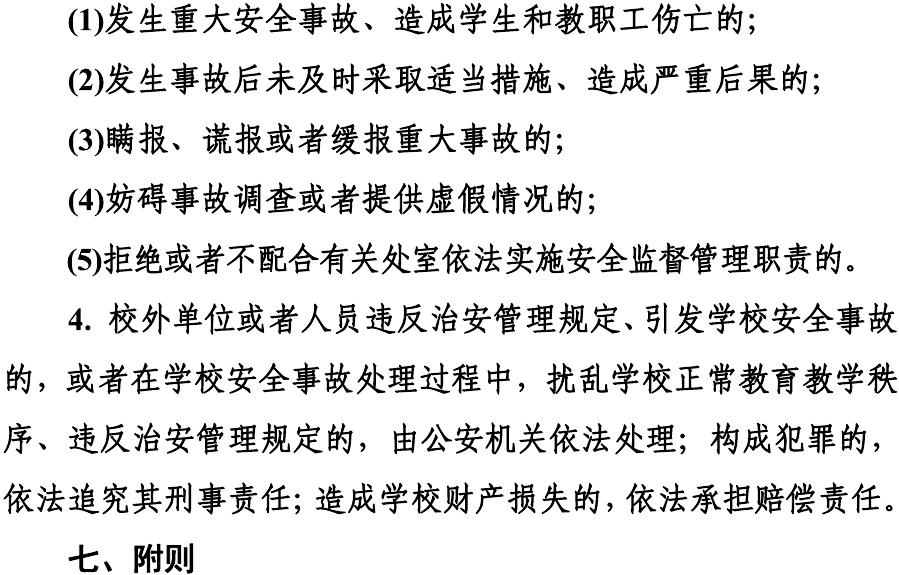 (1)发生重大安全事故、造成学生和教职工伤亡的；
(2)发生事故后未及时采取适当措施、造成严重后果的；
(3)瞒报、谎报或者缓报重大事故的；
(4)妨碍事故调查或者提供虚假情况的；
(5)拒绝或者不配合有关处室依法实施安全监督管理职责的。
4. 校外单位或者人员违反治安管理规定、引发学校安全事故
的，或者在学校安全事故处理过程中，扰乱学校正常教育教学秩
序、违反治安管理规定的，由公安机关依法处理；构成犯罪的，
依法追究其刑事责任；造成学校财产损失的，依法承担赔偿责任。
七、附则